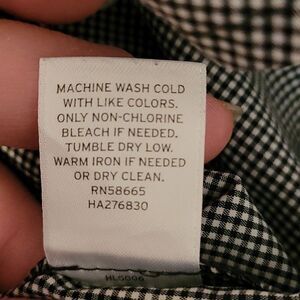 MACHINE WASH COLD
WITH LIKE COLORS.
ONLY NON-CHLORINE
BLEACH IF NEEDED.
TUMBLE DRY LOW.
WARM IRON IF NEEDED
OR DRY CLEAN.
RN58665
HA276830